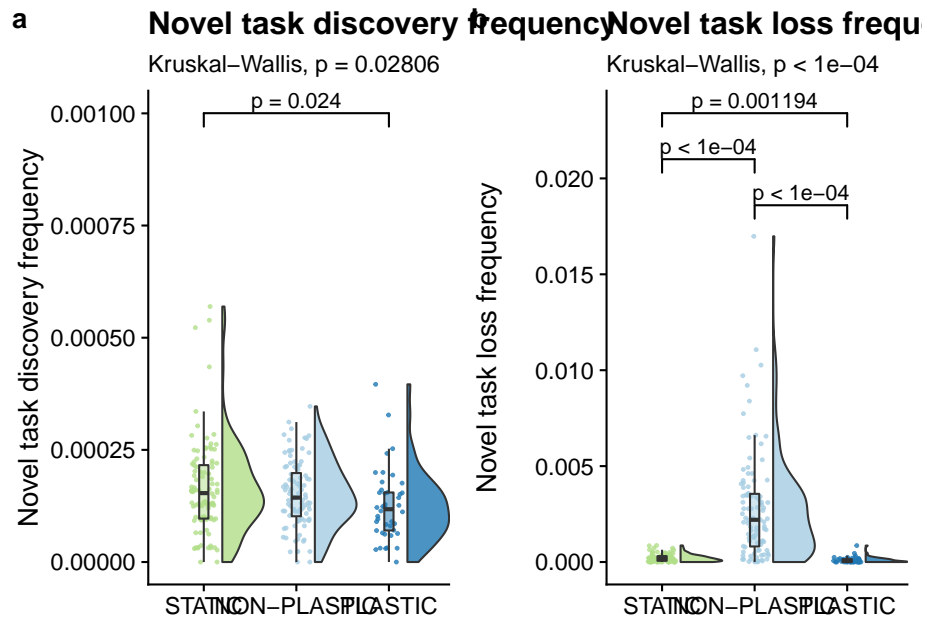 a
Novel task discovery frequency
Kruskal−Wallis, p = 0.02806
p = 0.024
Novel task discovery frequency
0.00100
0.00075
0.00050
0.00025
0.00000
STATIC
NON−PLASTIC
PLASTIC
b
Novel task loss frequ
Kruskal−Wallis, p < 1e−04
p = 0.001194
p < 1e−04
p < 1e−04
Novel task loss frequency
0.020
0.015
0.010
0.005
0.000
STATIC
NON−PLASTIC
PLASTIC